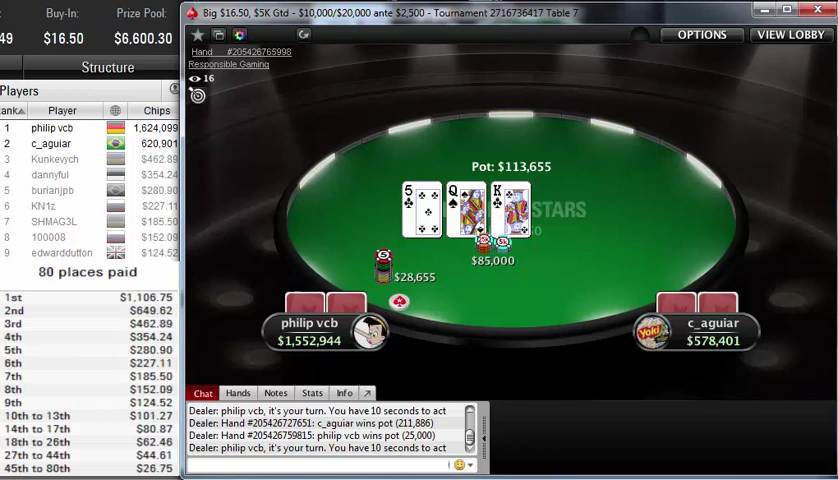 Buy-In:
Prize Pool:
49
$16.50
$6,600.30
Structure
Players
Rank
Player
Chips
1 philip vcb 1,624,099
2 c_aguiar 620,901
3 Kunkevych $462.89
4 dannyful $354.24
5 burianjpb $280.90
6 KN1z $227.11
7 SHMAG3L $185.50
8 100008 $152.09
9 edwarddutton $124.52
80 places paid
1st $1,106.75
2nd $649.62
3rd $462.89
4th $354.24
5th $280.90
6th $227.11
7th $185.50
8th $152.09
9th $124.52
10th to 13th $101.27
14th to 17th $80.87
18th to 26th $62.46
27th to 44th $44.61
45th to 80th $26.75
Big $16.50, $5K Gtd - $10,000/$20,000 ante $2,500 - Tournament 2716736417 Table 7
OPTIONS
VIEW LOBBY
Hand #205426765998
Responsible Gaming
16
Pot: $113,655
5 Q K
STARS
$85,000
$28,655
philip vcb
$1,552,944
Yoki
c_aguiar
$578,401
Chat Hands Notes Stats Info
Dealer: philip vcb, it's your turn. You have 10 seconds to act
Dealer: Hand #205426727651: c_aguiar wins pot (211,886)
Dealer: Hand #205426759815: philip vcb wins pot (25,000)
Dealer: philip vcb, it's your turn. You have 10 seconds to act